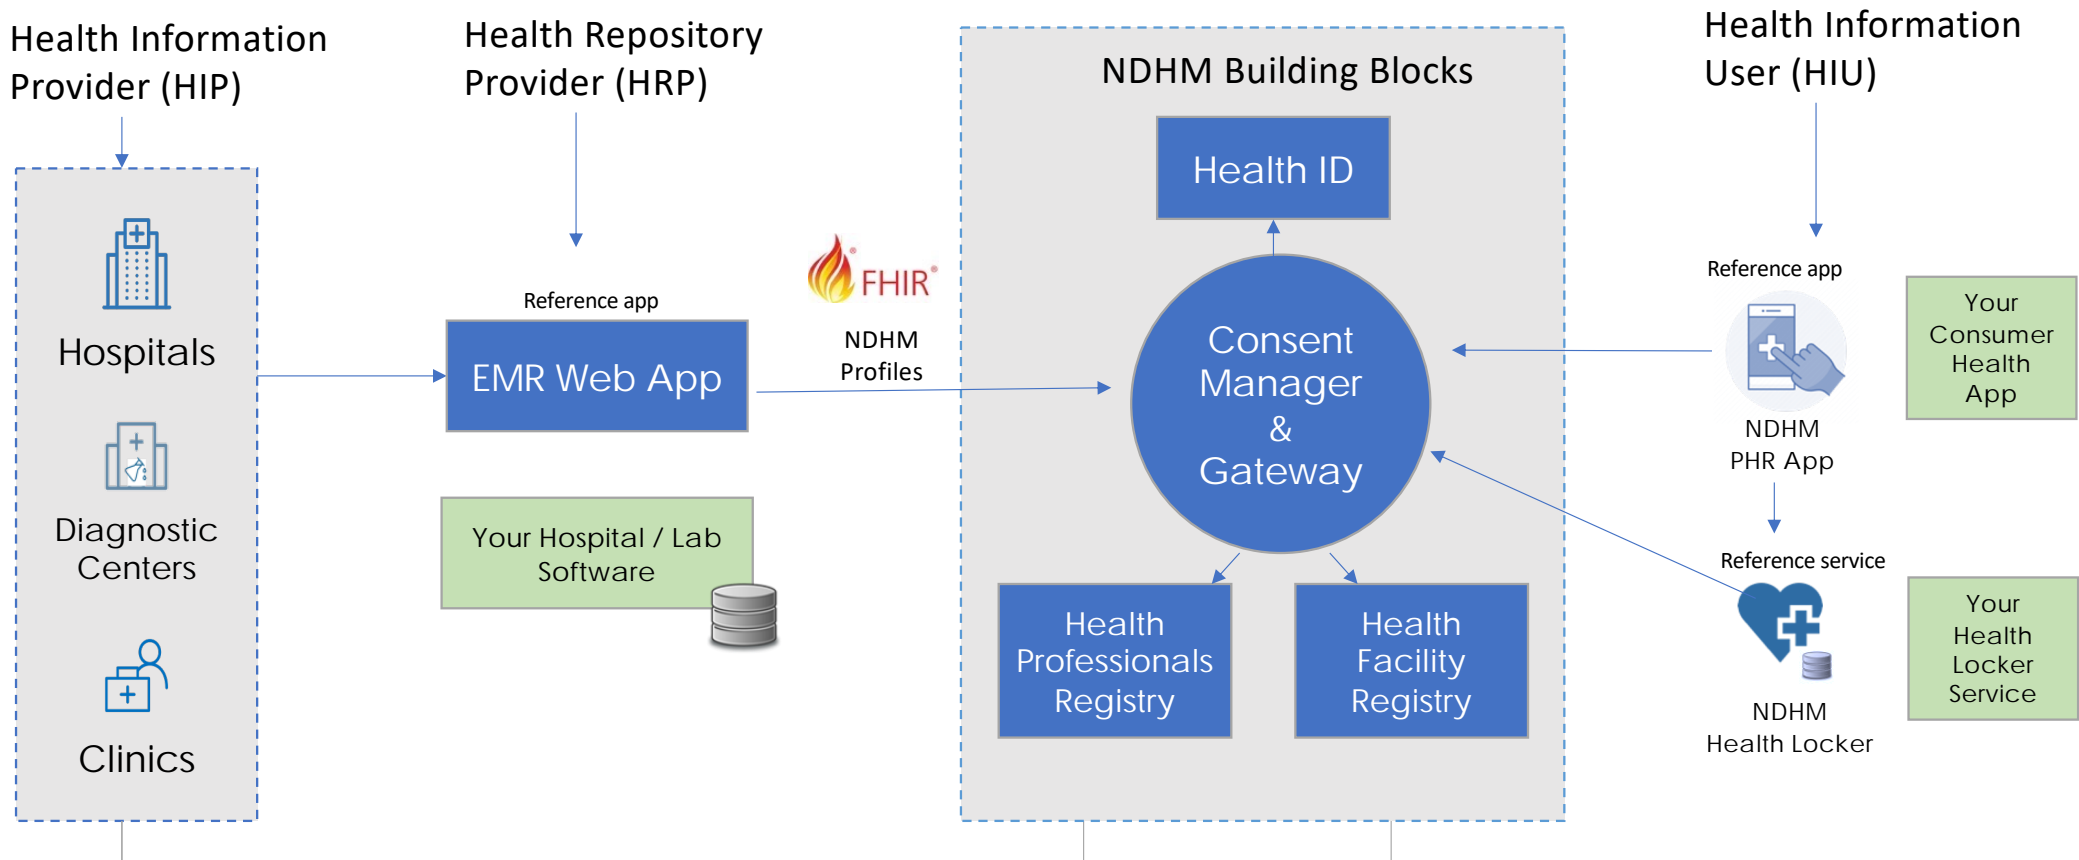 Health Information
Provider (HIP)
Hospitals
Diagnostic
Centers
Clinics
Health Repository
Provider (HRP)
Reference app
EMR Web App
Your Hospital / Lab
Software
FHIR®
NDHM
Profiles
NDHM Building Blocks
Health ID
Consent
Manager
&
Gateway
Health
Professionals
Registry
Health
Facility
Registry
Health Information
User (HIU)
Reference app
NDHM
PHR App
Your
Consumer
Health
App
Reference service
NDHM
Health Locker
Your
Health
Locker
Service